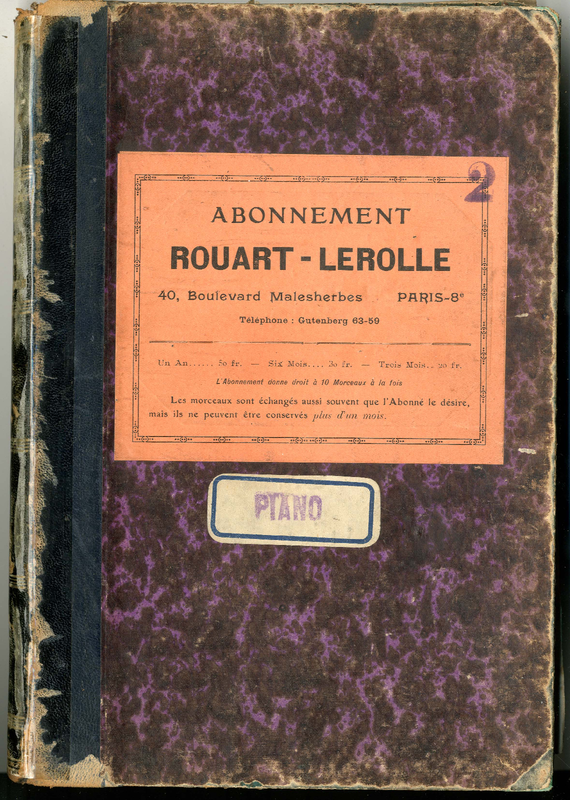 2
ABONNEMENT
ROUART - LEROLLE
40, Boulevard Malesherbes PARIS-8e
Téléphone : Gutenberg 63-59
Un An...... 50 fr. — Six Mois.... 30 fr. — Trois Mois.. 20 fr.
L'Abonnement donne droit à 10 Morceaux à la fois
Les morceaux sont échangés aussi souvent que l'Abonné le désire,
mais ils ne peuvent être conservés plus d'un mois.
PIANO